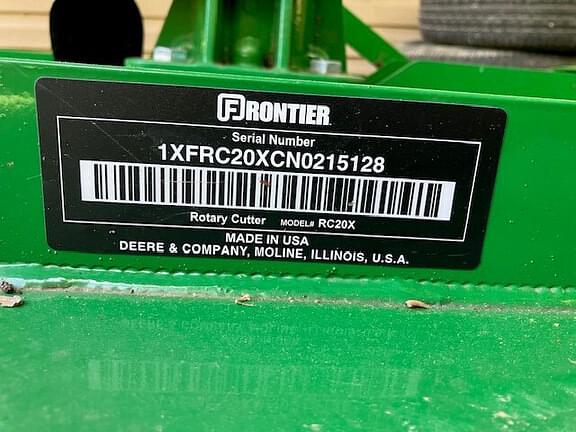 FRONTIER
Serial Number
1XFRC20XCN0215128
Rotary Cutter MODEL# RC20X
MADE IN USA
DEERE & COMPANY, MOLINE, ILLINOIS, U.S.A.